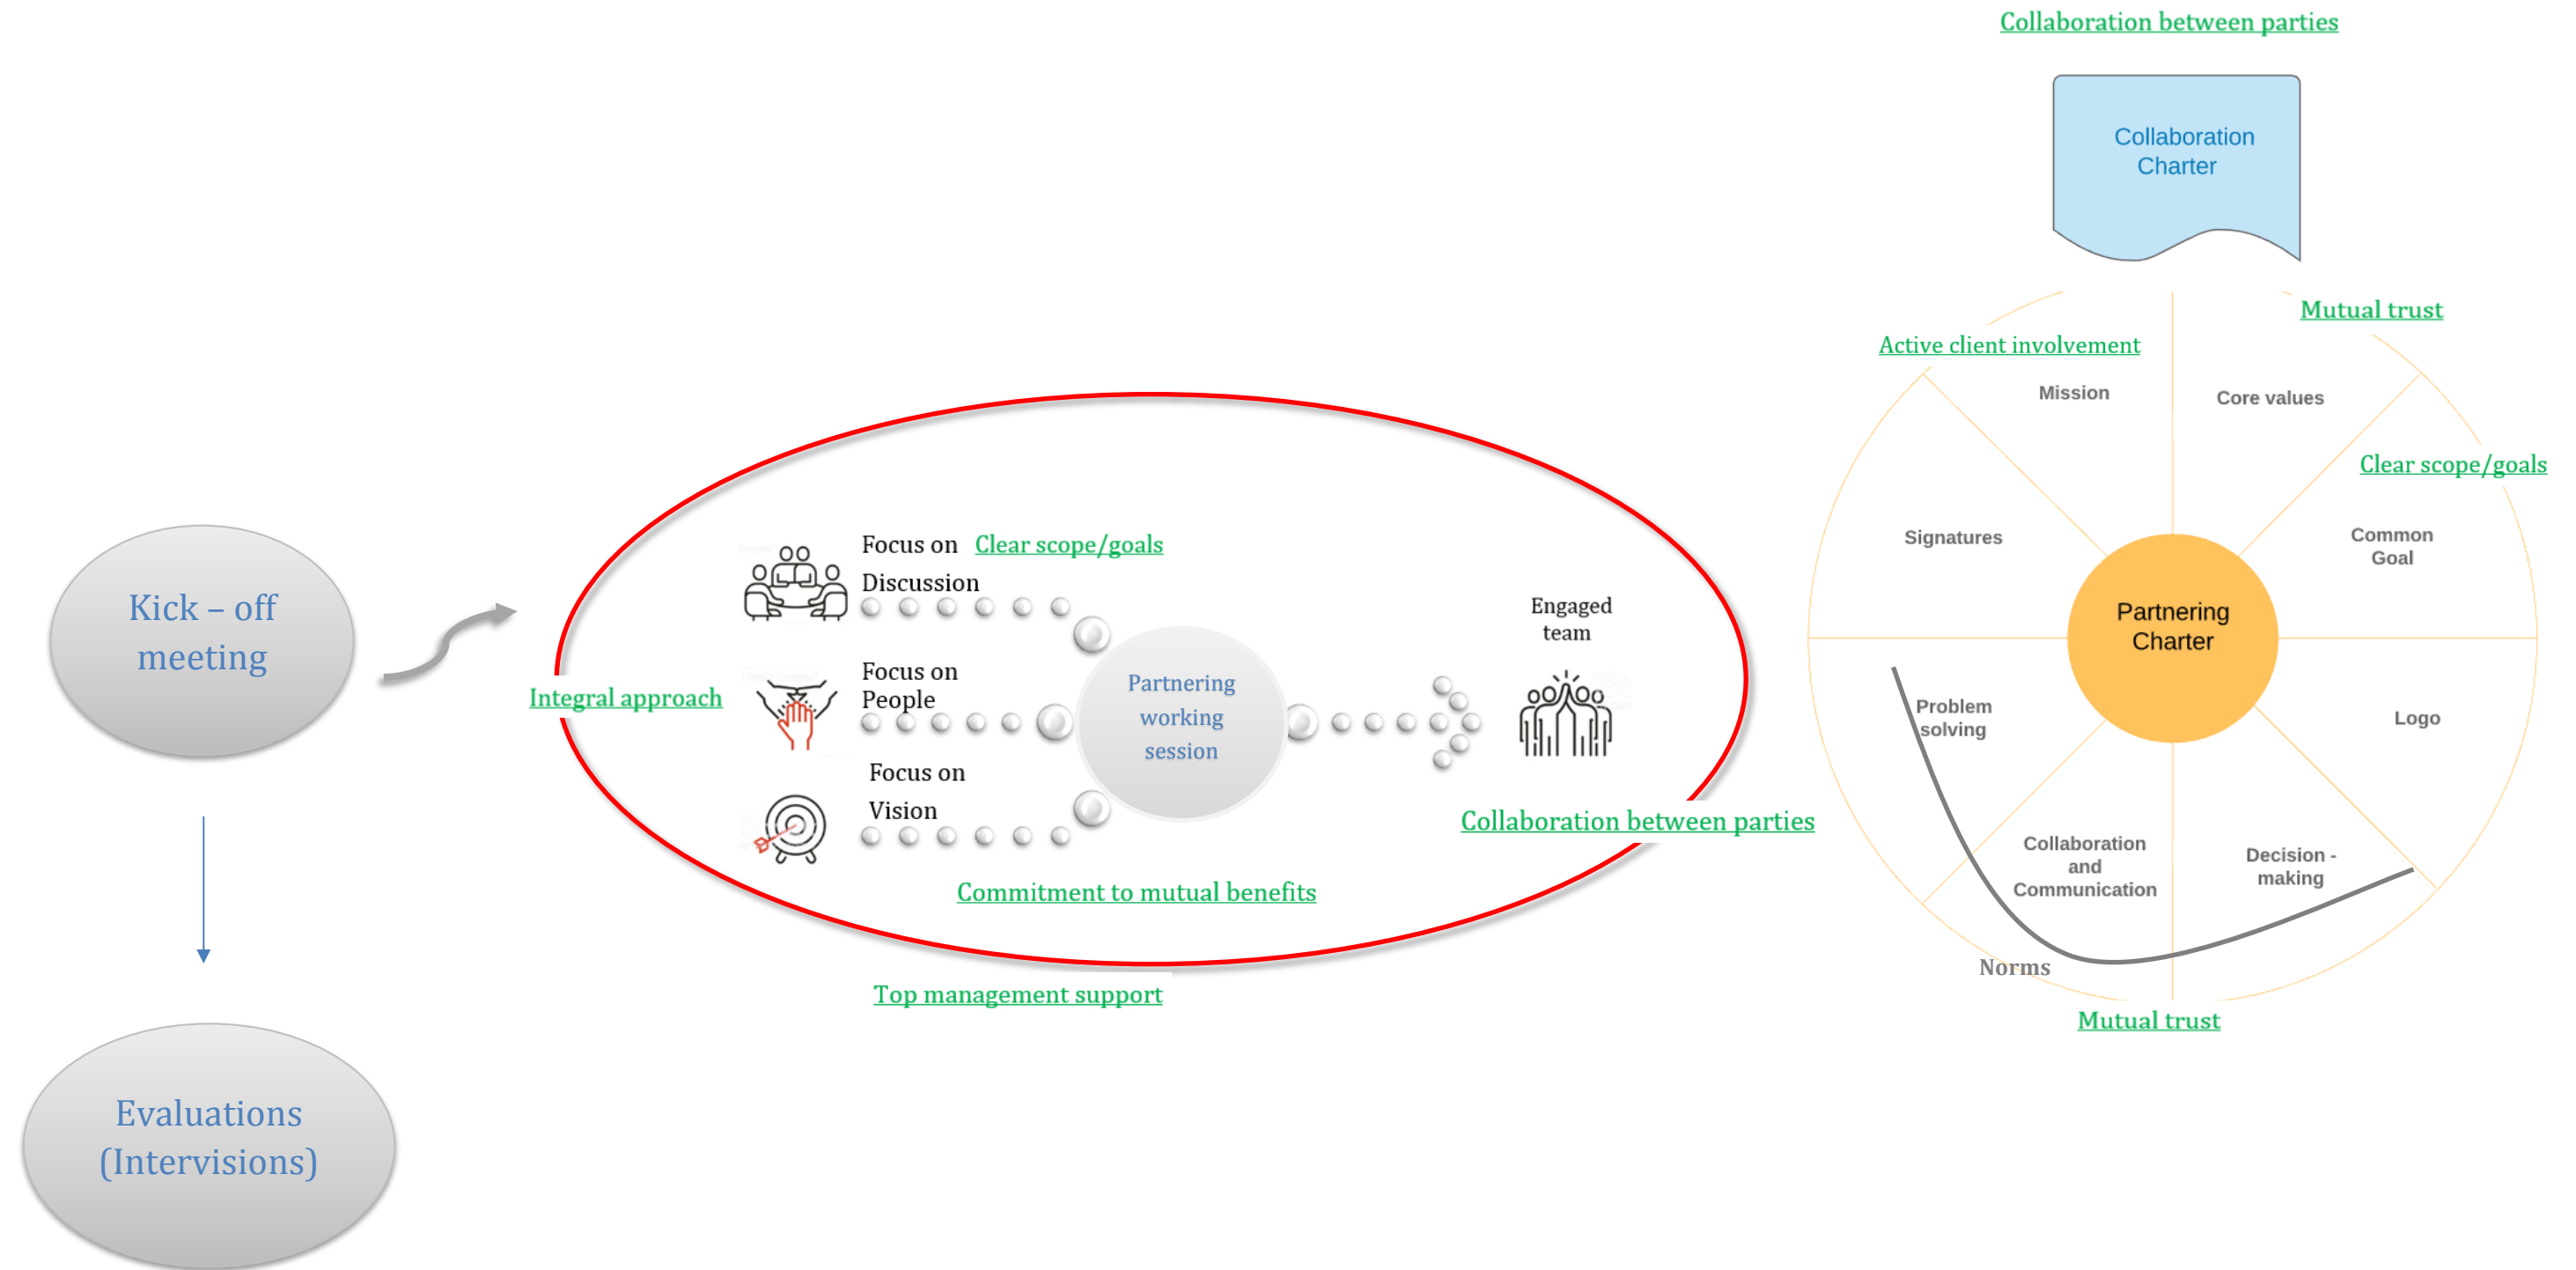 Kick – off
meeting
Evaluations
(Intervisions)
Integral approach
Focus on Clear scope/goals
Discussion
Focus on
People
Focus on
Vision
Partnering
working
session
Engaged
team
Collaboration between parties
Commitment to mutual benefits
Top management support
Collaboration between parties
Collaboration
Charter
Mutual trust
Active client involvement
Mission
Core values
Clear scope/goals
Signatures
Common
Goal
Partnering
Charter
Problem
solving
Logo
Collaboration
and
Communication
Decision -
making
Norms
Mutual trust